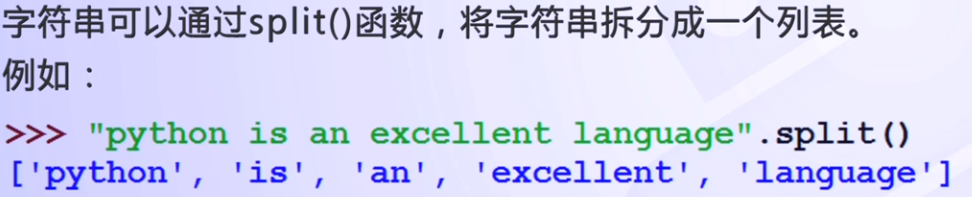 字符串可以通过split()函数，将字符串拆分成一个列表。
例如：
>>> "python is an excellent language".split()
['python', 'is', 'an', 'excellent', 'language']